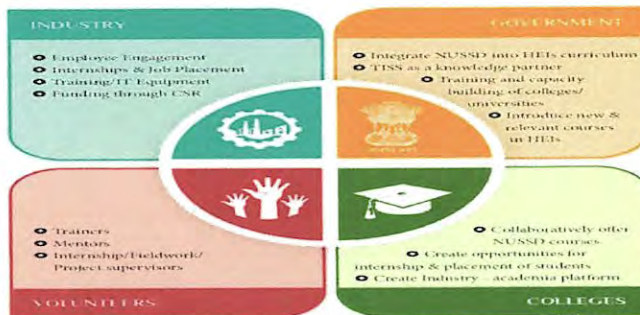 INDUSTRY
Employee Engagement
Internships & Job Placement
Training/IT Equipment
Funding through CSR
GOVERNMENT
Integrate NUSSD into HEIs curriculum
TISS as a knowledge partner
Training and capacity
building of colleges/
universities
Introduce new &
relevant courses
in HEIs
Trainers
Mentors
Internship/Fieldwork/
Project supervisors
VOLUNTEERS
Collaboratively offer
NUSSD courses
Create opportunities for
internship & placement of students
Create Industry - academia platform
COLLEGES